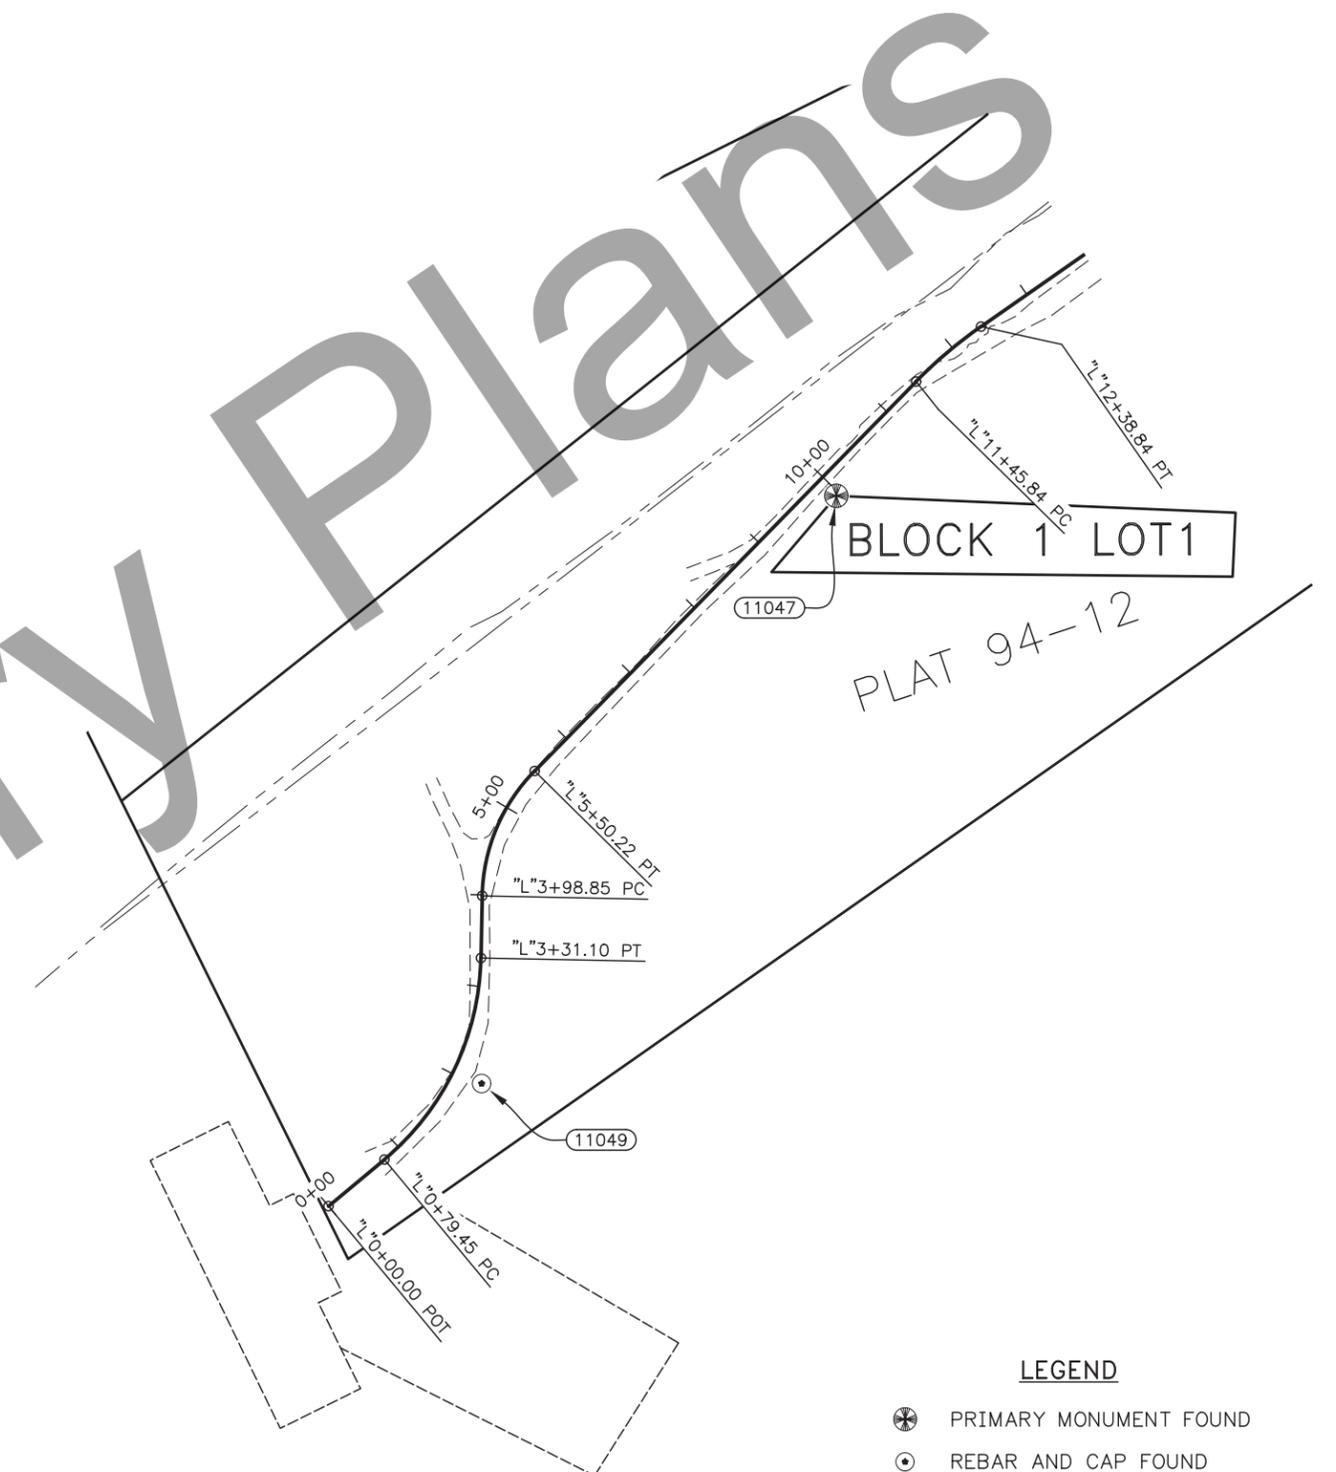 ry Plans
"L"12+38.84 PT
"L"11+45.84 PC
10+00
BLOCK 1 LOT1
11047
PLAT 94-12
5+00
"L"5+50.22 PT
"L"3+98.85 PC
"L"3+31.10 PT
11049
0+00
"L"0+79.45 PC
"L"0+00.00 POT
LEGEND
PRIMARY MONUMENT FOUND
REBAR AND CAP FOUND